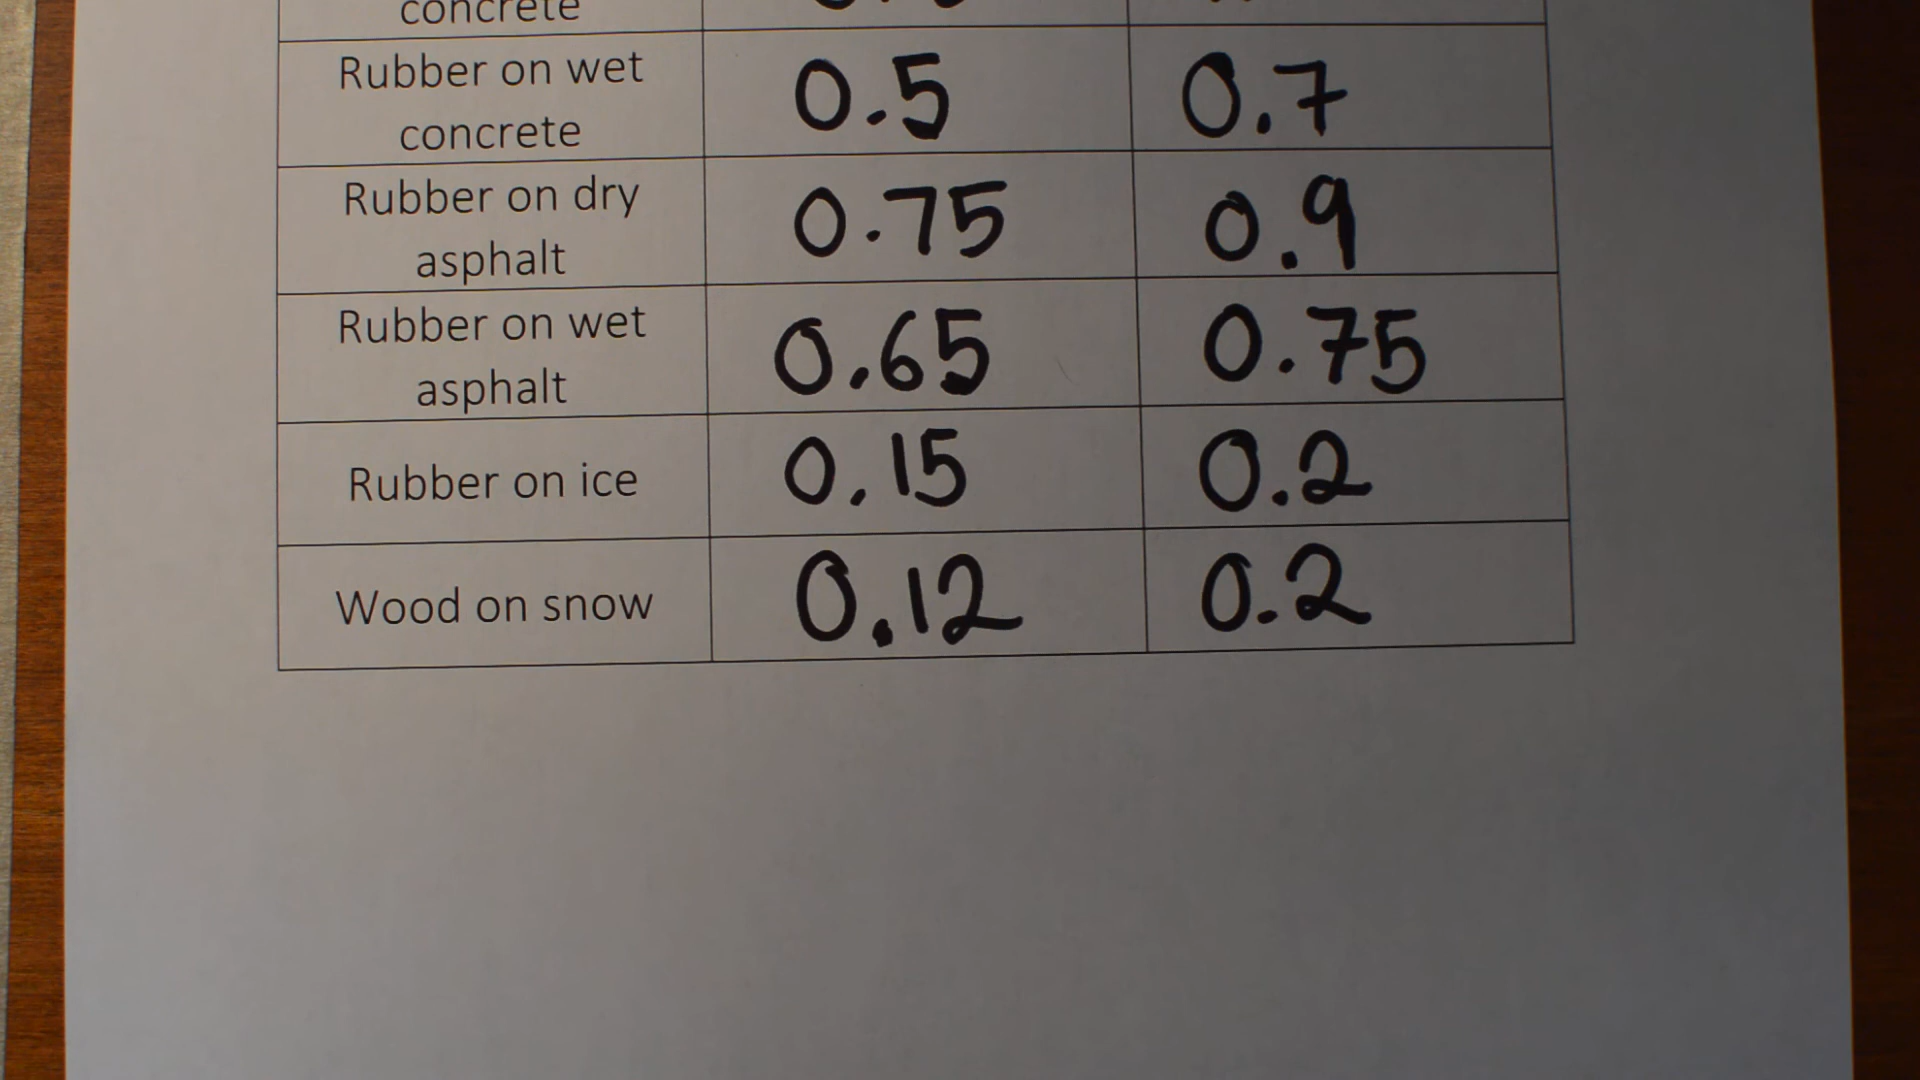 concrete
Rubber on wet
concrete
0.5
0.7
Rubber on dry
asphalt
0.75
0.9
Rubber on wet
asphalt
0.65
0.75
Rubber on ice
0.15
0.2
Wood on snow
0.12
0.2